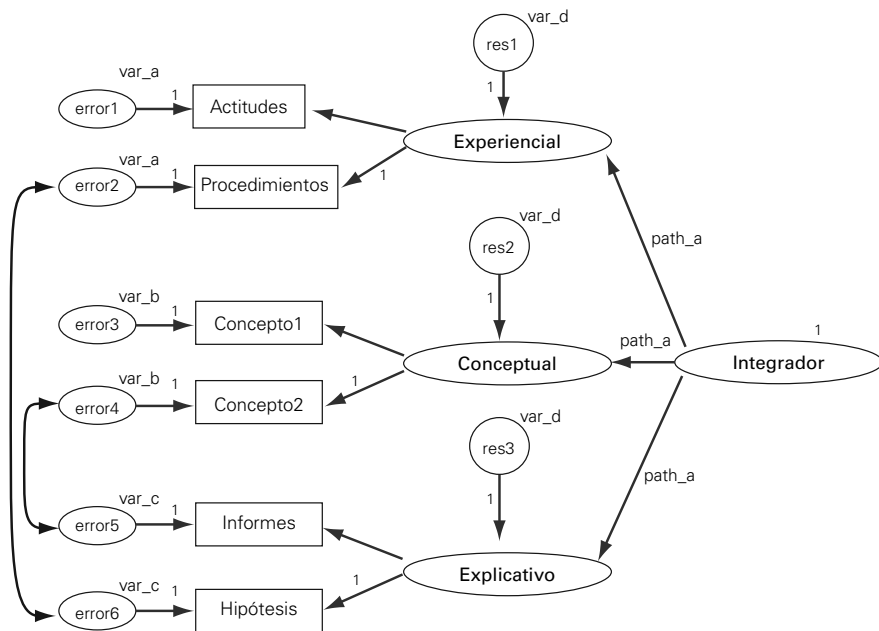 var_d
res1
1
var_a
1
error1
Actitudes
Experiencial
var_a
1
error2
Procedimientos
1
var_d
res2
1
path_a
var_b
1
error3
Concepto1
path_a
1
Conceptual
Integrador
var_b
1
error4
Concepto2
1
var_d
res3
1
path_a
var_c
1
error5
Informes
Explicativo
var_c
1
error6
Hipótesis
1